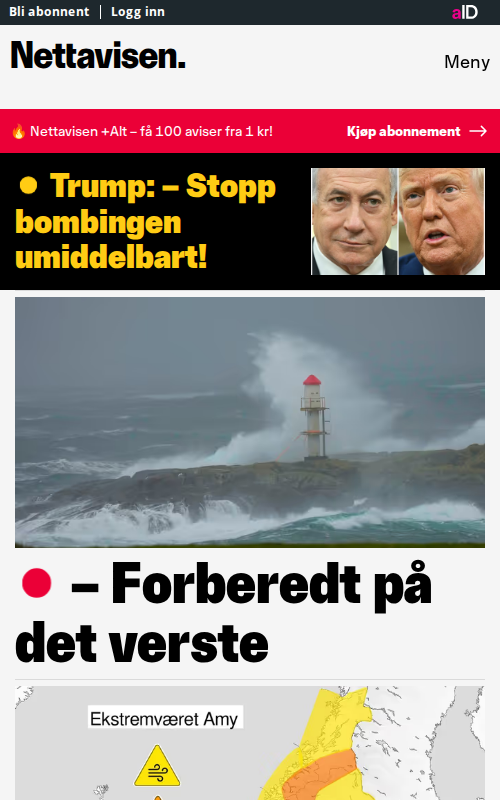 Bli abonnent | Logg inn
aID
Nettavisen.
Meny
🔥 Nettavisen +Alt – få 100 aviser fra 1 kr!
Kjøp abonnement →
Trump: – Stopp
bombingen
umiddelbart!
– Forberedt på
det verste
Ekstremværet Amy